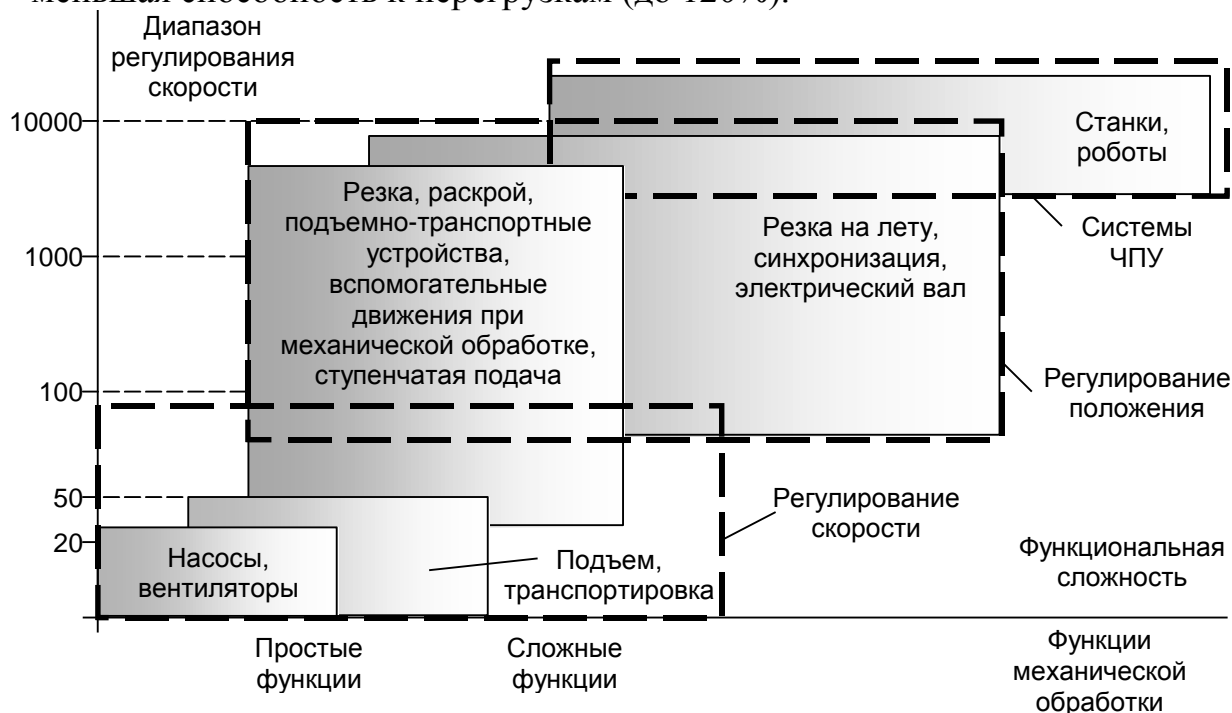 меньшая способность к перегрузкам (до 120%).
Диапазон
регулирования
скорости
10000
1000
100
50
20
Станки,
роботы
Системы
ЧПУ
Резка, раскрой,
подъемно-транспортные
устройства,
вспомогательные
движения при
механической обработке,
ступенчатая подача
Резка на лету,
синхронизация,
электрический вал
Регулирование
положения
Регулирование
скорости
Насосы,
вентиляторы
Подъем,
транспортировка
Функциональная
сложность
Простые
функции
Сложные
функции
Функции
механической
обработки